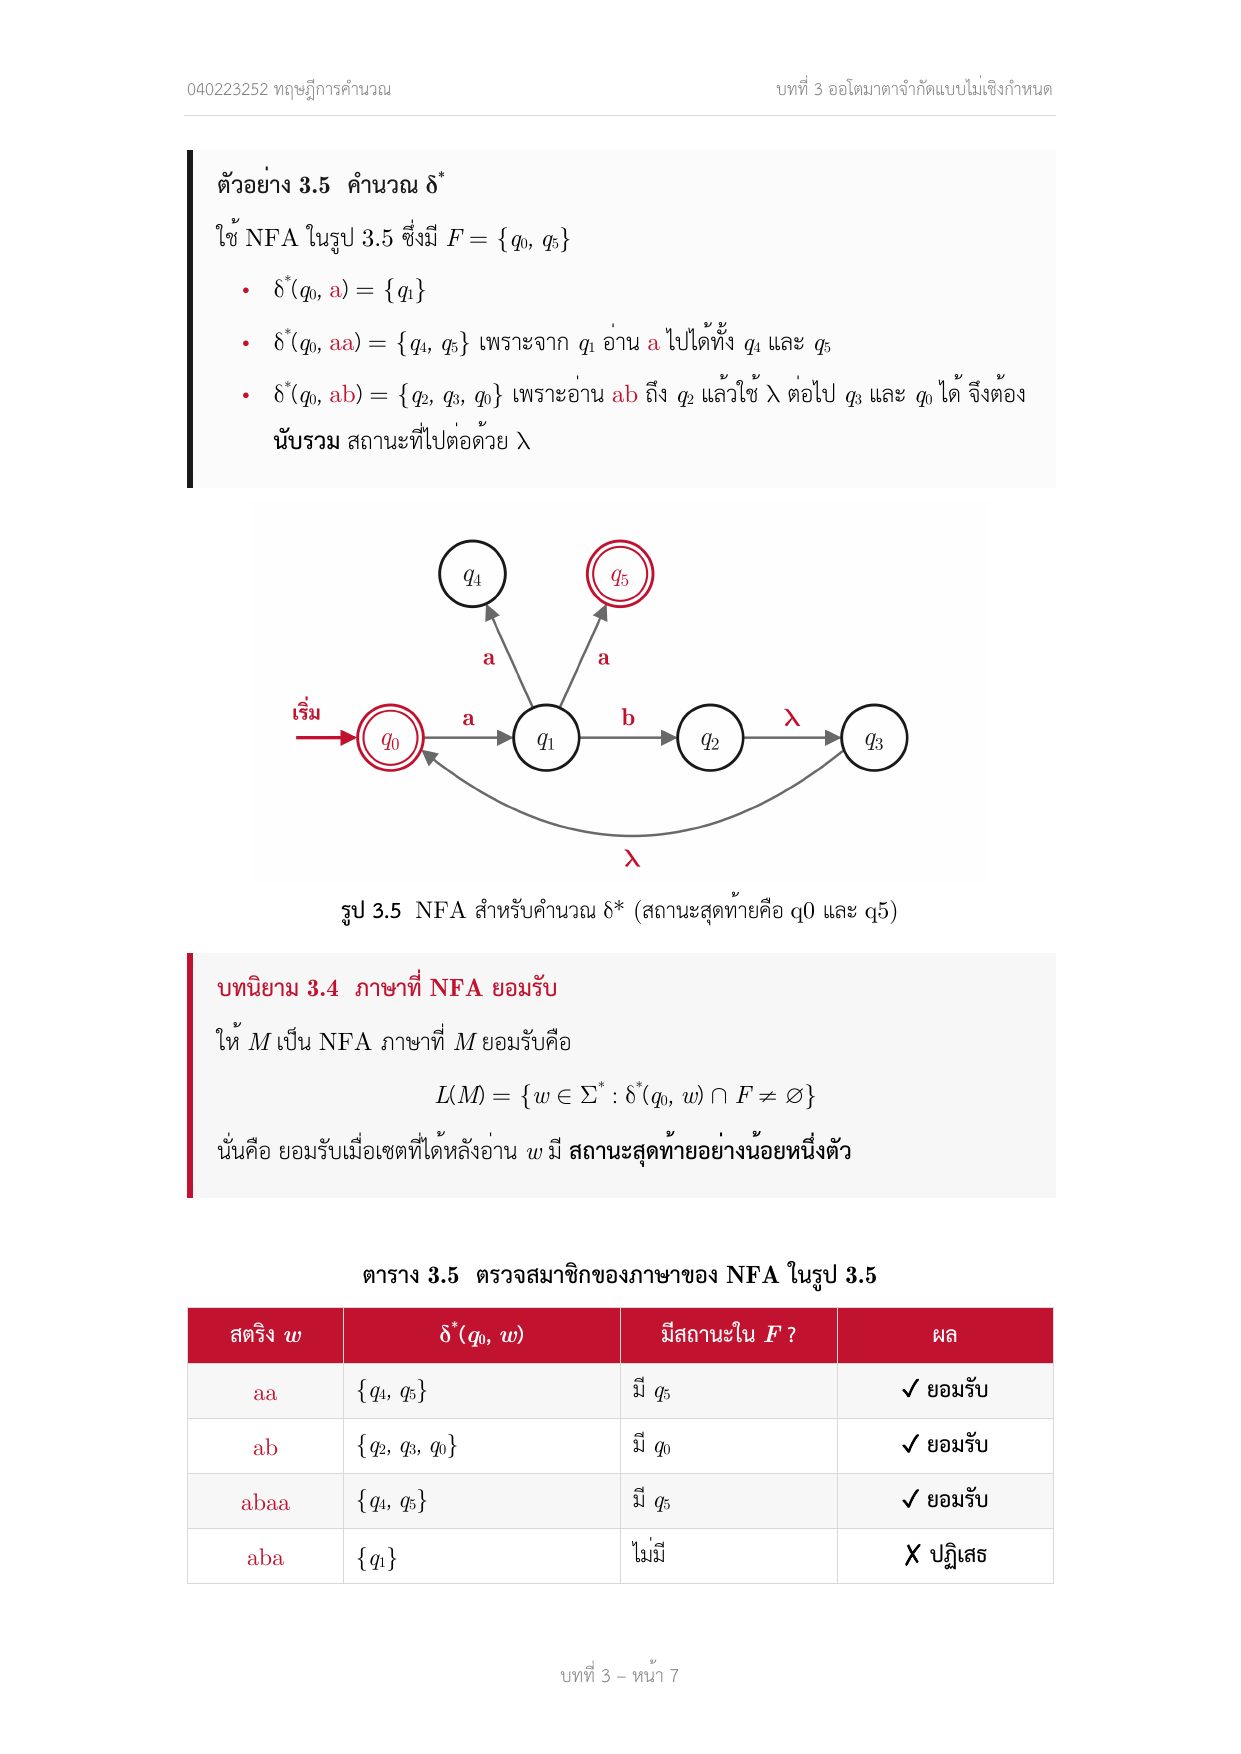 040223252 ทฤษฎีการคำนวณ
บทที่ 3 ออโตมาตาจำกัดแบบไม่เชิงกำหนด
ตัวอย่าง 3.5 คำนวณ δ*
ใช้ NFA ในรูป 3.5 ซึ่งมี F = {q₀, q₅}
• δ*(q₀, a) = {q₁}
• δ*(q₀, aa) = {q₄, q₅} เพราะจาก q₁ อ่าน a ไปได้ทั้ง q₄ และ q₅
• δ*(q₀, ab) = {q₂, q₃, q₀} เพราะอ่าน ab ถึง q₂ แล้วใช้ λ ต่อไป q₃ และ q₀ ได้ จึงต้อง
นับรวม สถานะที่ไปต่อด้วย λ
q₄ q₅
a a
เริ่ม a b λ
q₀ q₁ q₂ q₃
λ
รูป 3.5 NFA สำหรับคำนวณ δ* (สถานะสุดท้ายคือ q0 และ q5)
บทนิยาม 3.4 ภาษาที่ NFA ยอมรับ
ให้ M เป็น NFA ภาษาที่ M ยอมรับคือ
L(M) = {w ∈ Σ* : δ*(q₀, w) ∩ F ≠ ∅}
นั่นคือ ยอมรับเมื่อเซตที่ได้หลังอ่าน w มี สถานะสุดท้ายอย่างน้อยหนึ่งตัว
ตาราง 3.5 ตรวจสมาชิกของภาษาของ NFA ในรูป 3.5
สตริง w δ*(q₀, w) มีสถานะใน F ? ผล
aa {q₄, q₅} มี q₅ ✓ ยอมรับ
ab {q₂, q₃, q₀} มี q₀ ✓ ยอมรับ
abaa {q₄, q₅} มี q₅ ✓ ยอมรับ
aba {q₁} ไม่มี ✗ ปฏิเสธ
บทที่ 3 – หน้า 7